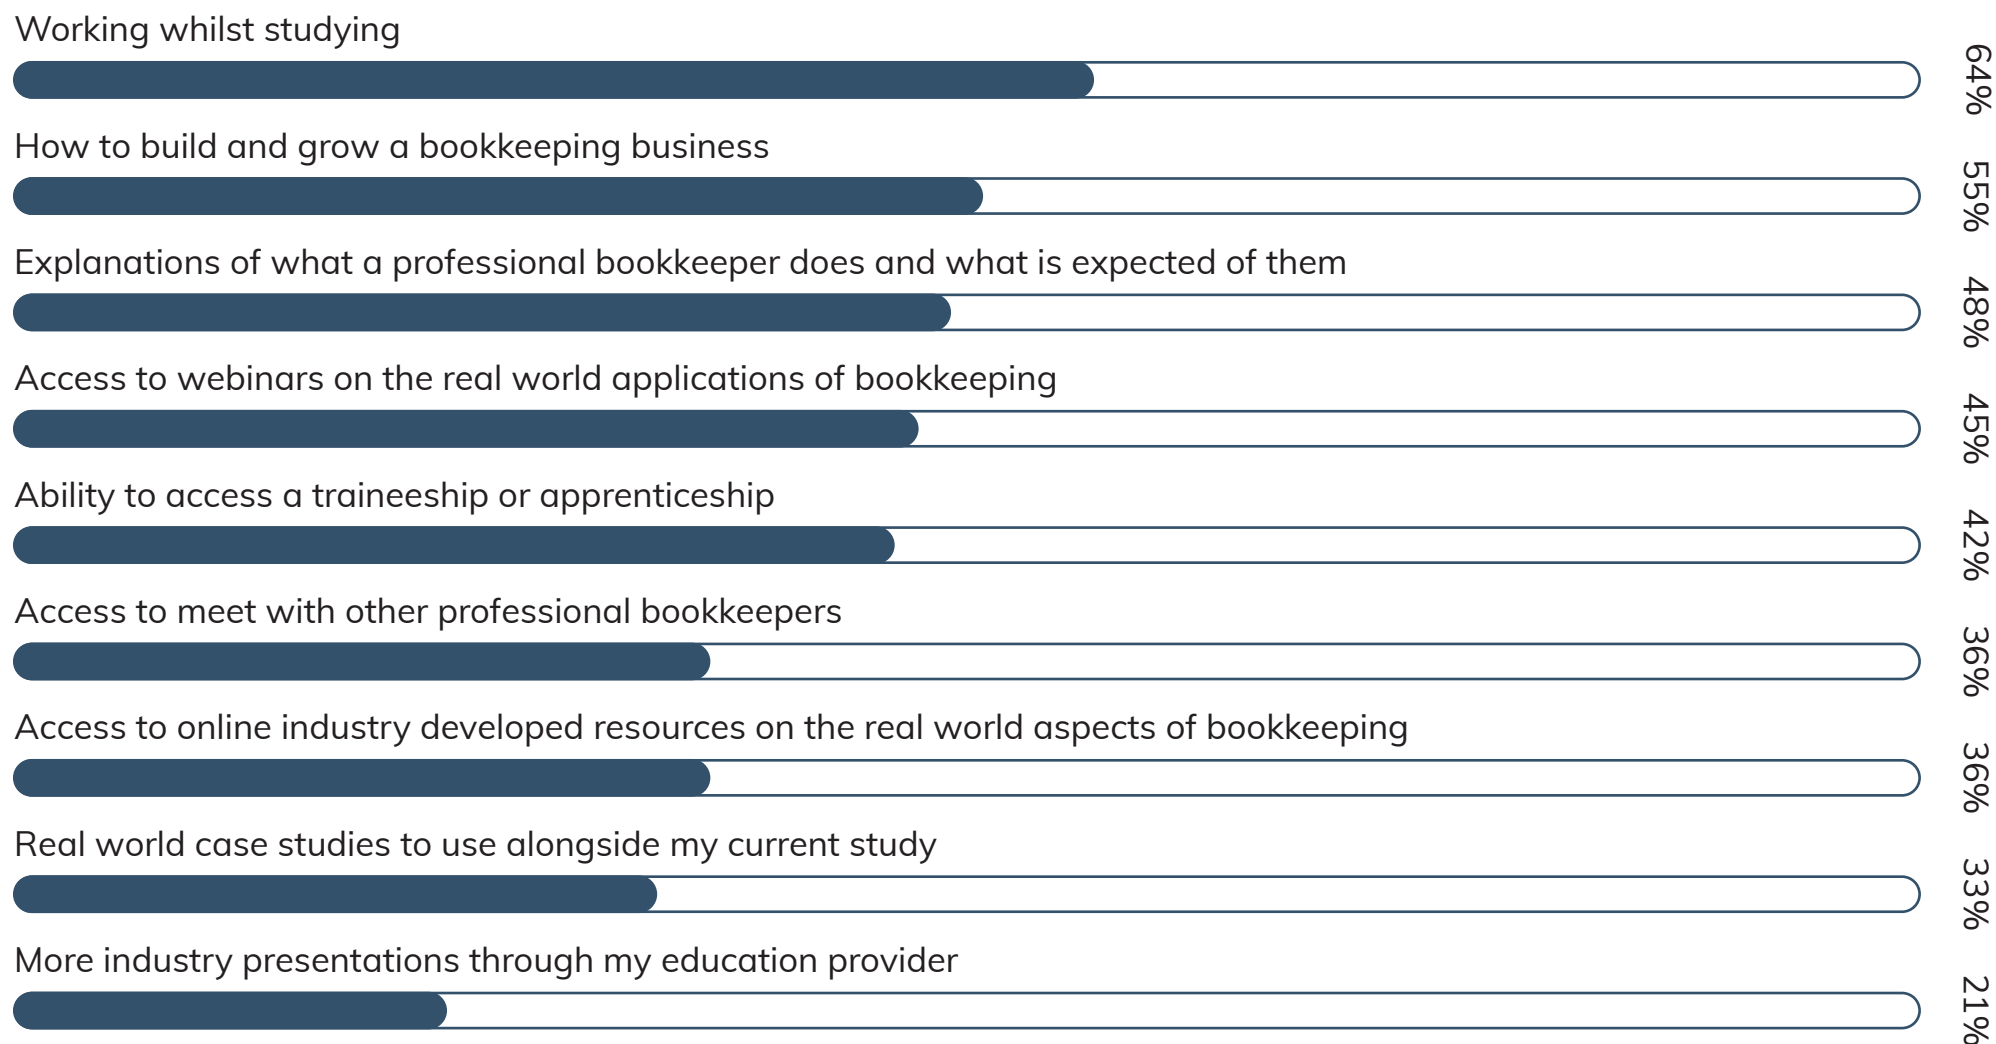 Working whilst studying
64%
How to build and grow a bookkeeping business
55%
Explanations of what a professional bookkeeper does and what is expected of them
48%
Access to webinars on the real world applications of bookkeeping
45%
Ability to access a traineeship or apprenticeship
42%
Access to meet with other professional bookkeepers
36%
Access to online industry developed resources on the real world aspects of bookkeeping
36%
Real world case studies to use alongside my current study
33%
More industry presentations through my education provider
21%